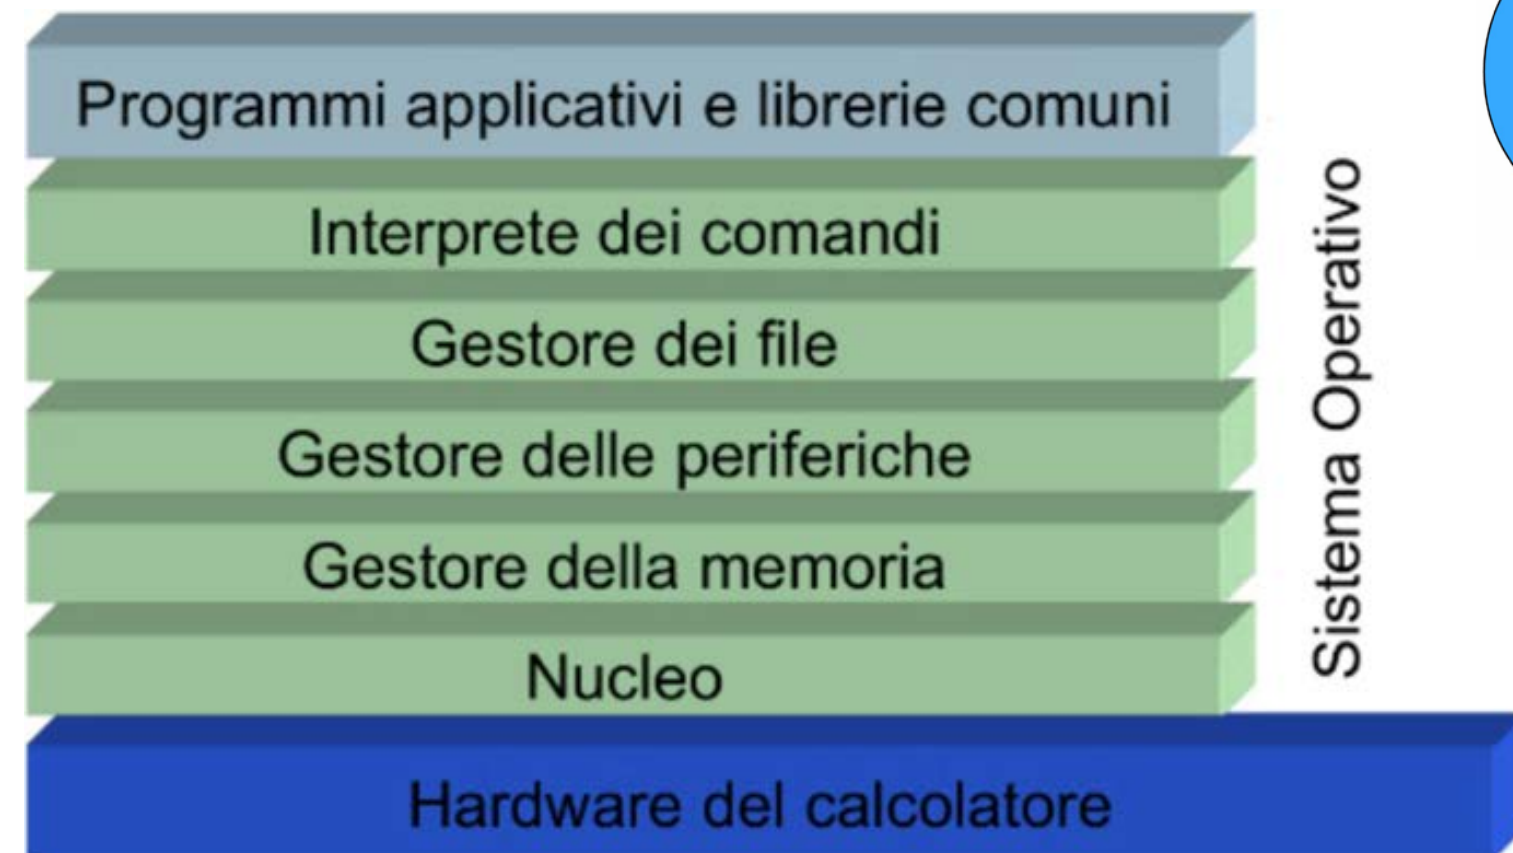 Programmi applicativi e librerie comuni
Interprete dei comandi
Gestore dei file
Gestore delle periferiche
Gestore della memoria
Nucleo
Sistema Operativo
Hardware del calcolatore